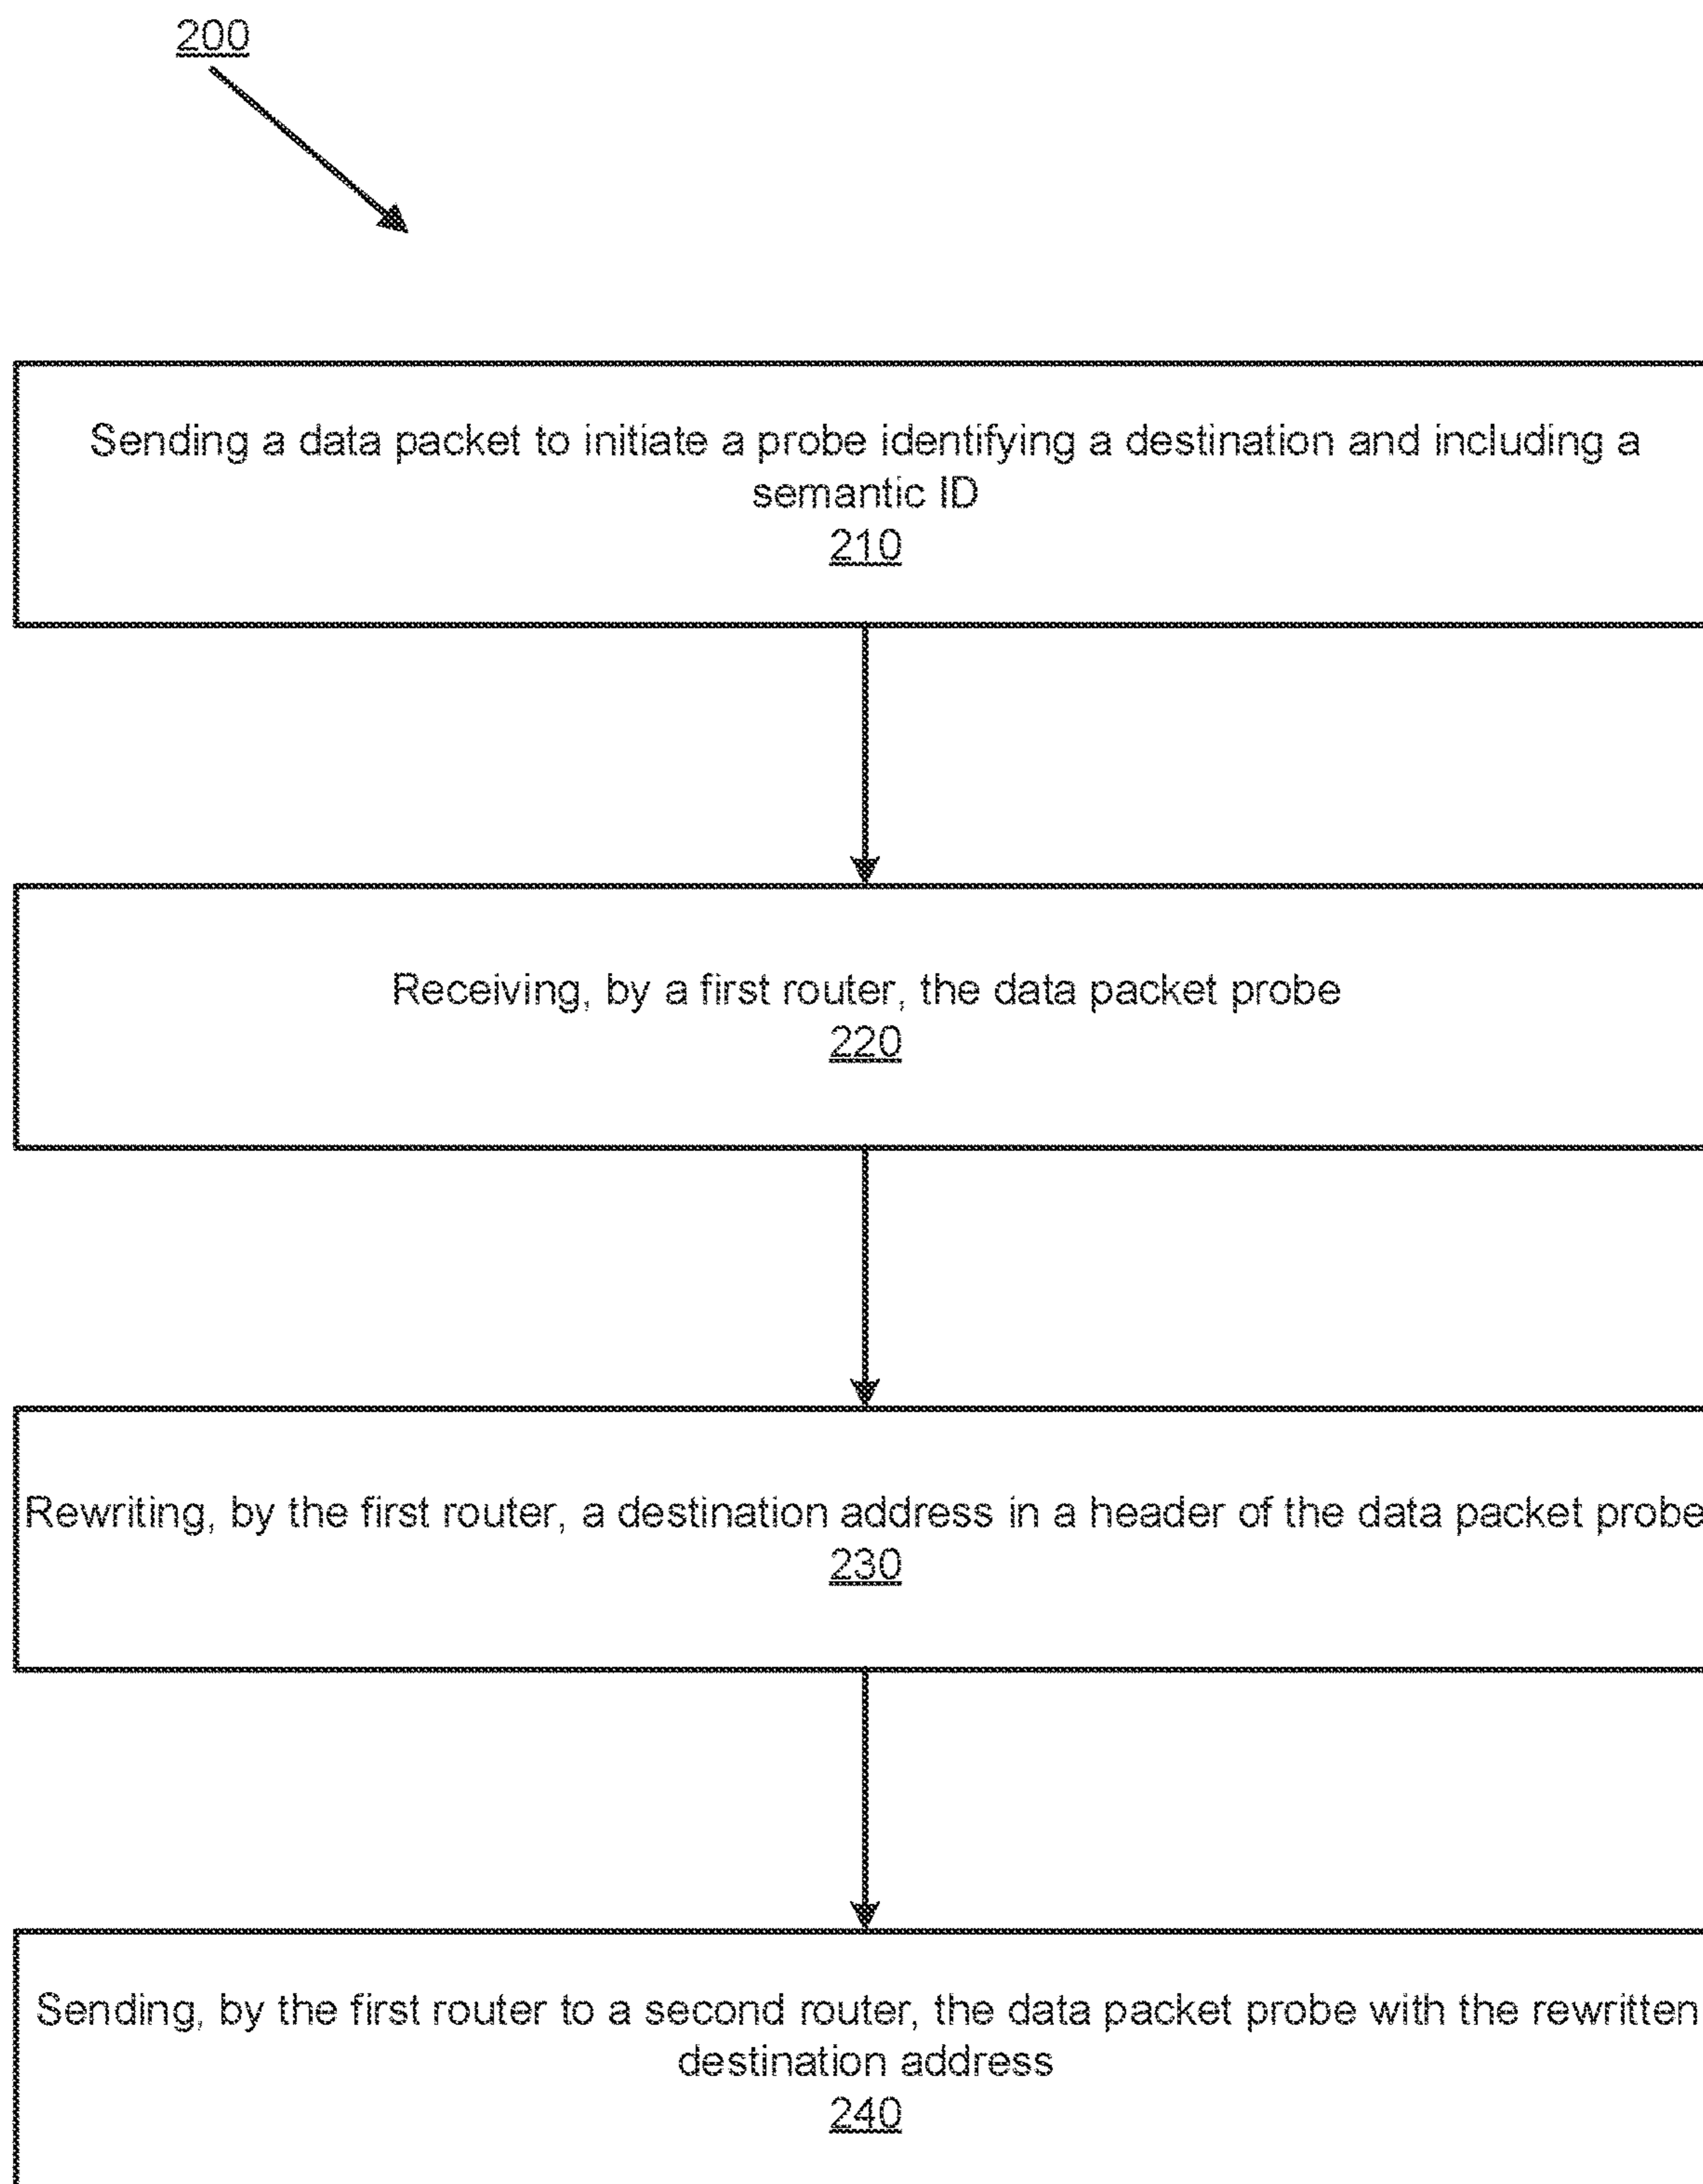 200
Sending a data packet to initiate a probe identifying a destination and including a
semantic ID
210
Receiving, by a first router, the data packet probe
220
Rewriting, by the first router, a destination address in a header of the data packet probe
230
Sending, by the first router to a second router, the data packet probe with the rewritten
destination address
240